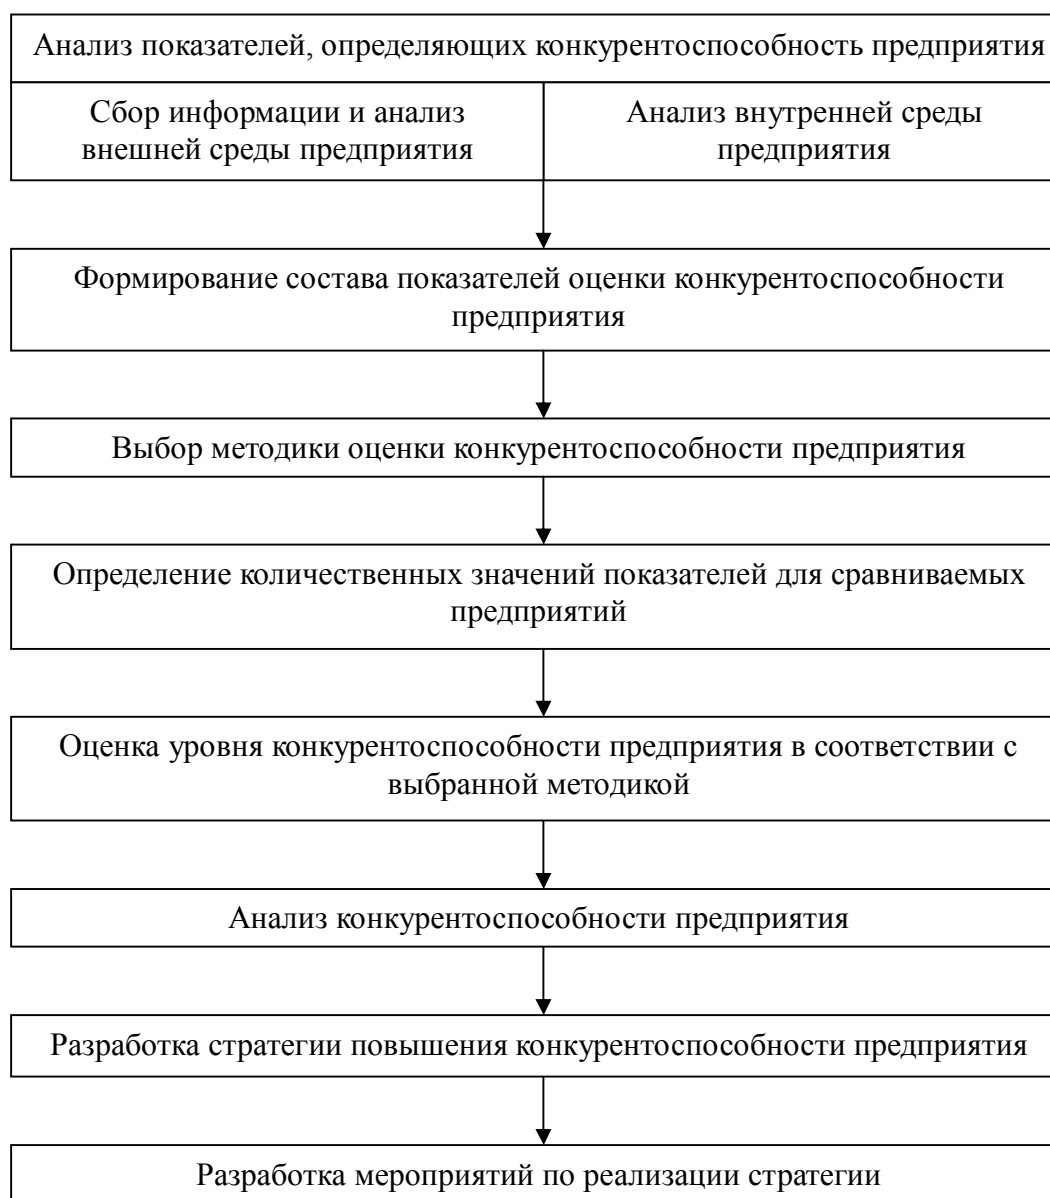 Анализ показателей, определяющих конкурентоспособность предприятия
Сбор информации и анализ
внешней среды предприятия
Анализ внутренней среды
предприятия
Формирование состава показателей оценки конкурентоспособности
предприятия
Выбор методики оценки конкурентоспособности предприятия
Определение количественных значений показателей для сравниваемых
предприятий
Оценка уровня конкурентоспособности предприятия в соответствии с
выбранной методикой
Анализ конкурентоспособности предприятия
Разработка стратегии повышения конкурентоспособности предприятия
Разработка мероприятий по реализации стратегии